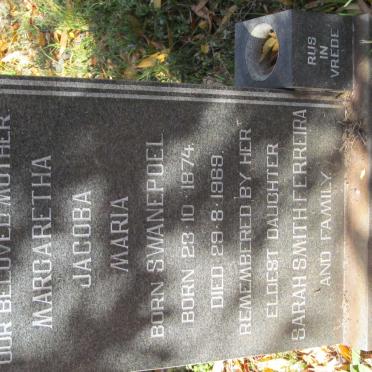 OUR BELOVED MOTHER
MARGARETHA
JACOBA
MARIA
BORN SWANEPOEL
BORN 23·10·1874,
DIED 29·8·1969.
REMEMBERED BY HER
ELDEST DAUGHTER
SARAH SMITH FERREIRA
AND FAMILY.
RUS
IN
VREDE